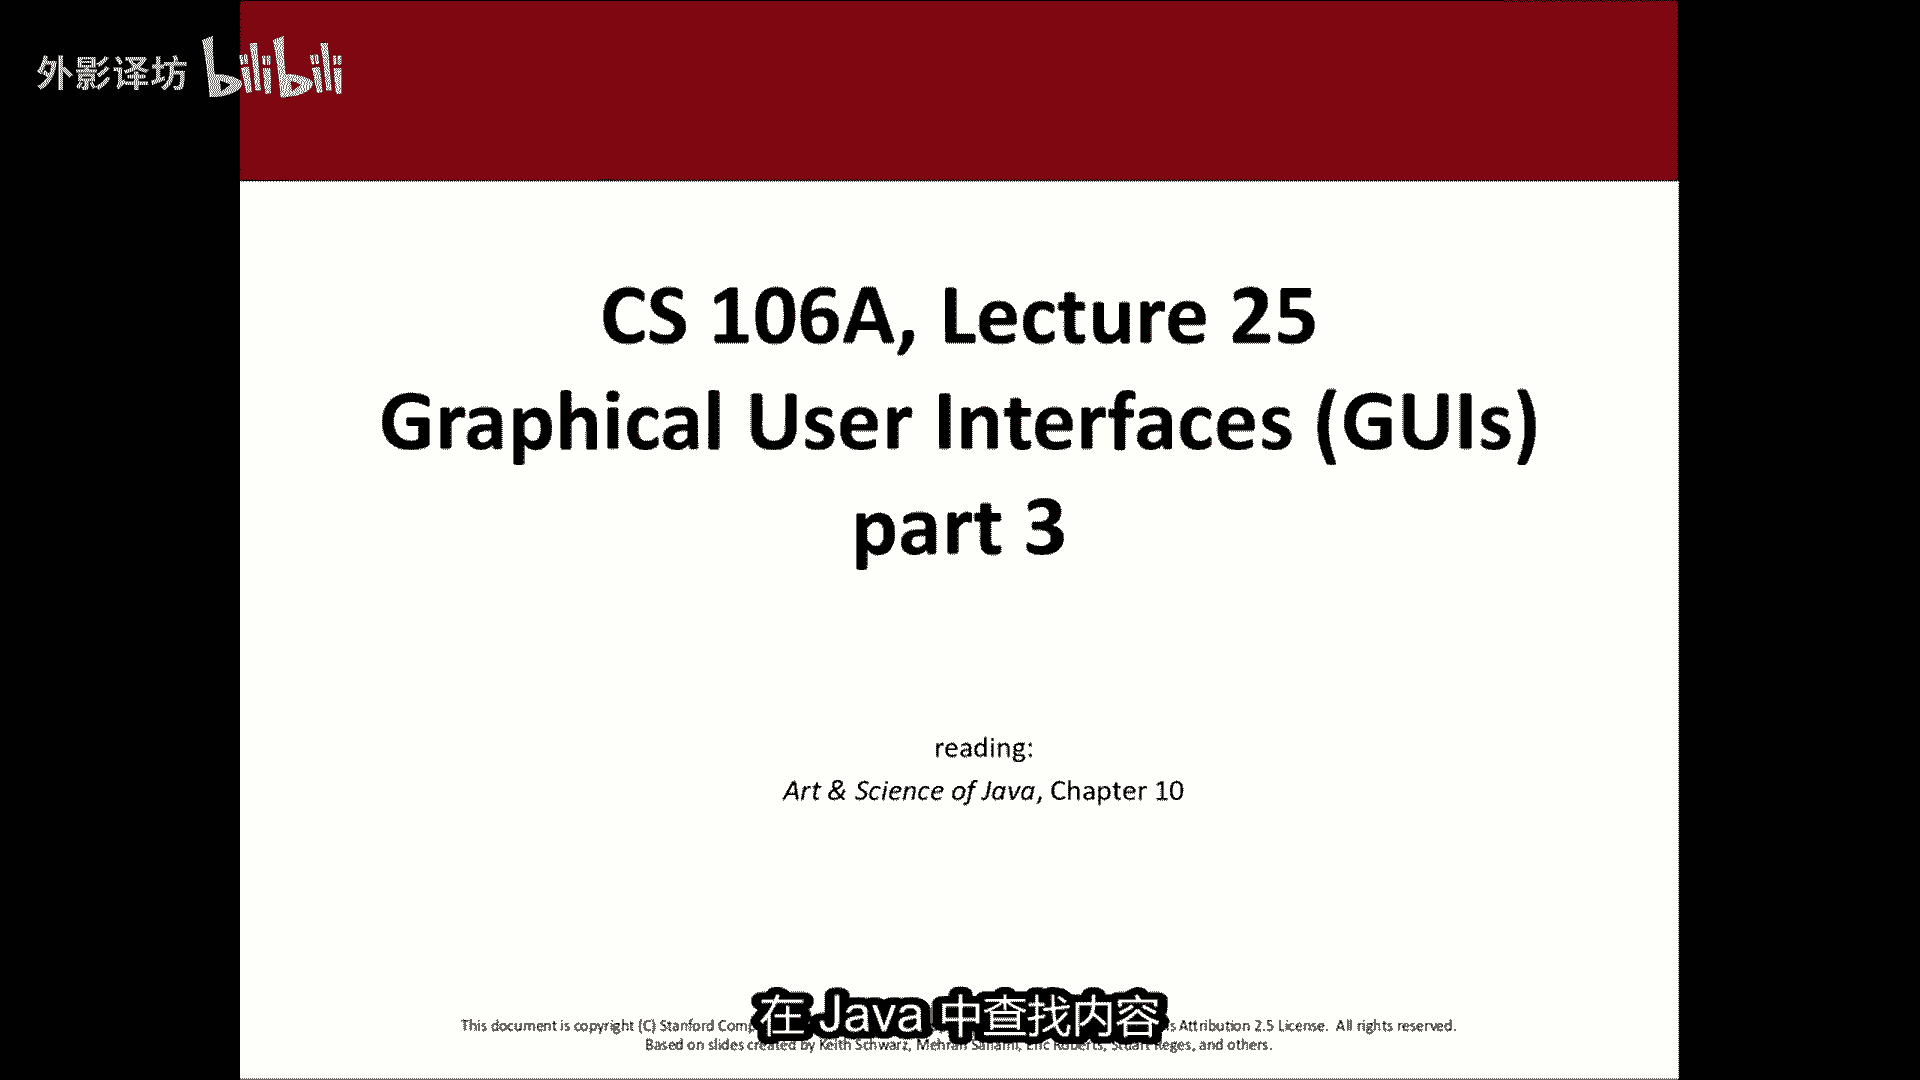 外影译坊 bilibili
CS 106A, Lecture 25
Graphical User Interfaces (GUIs)
part 3
reading:
Art & Science of Java, Chapter 10
在 Java 中查找内容
This document is copyright (C) Stanford Attribution 2.5 License. All rights reserved.
Based on slides created by Keith Schwarz, Mehran Sahami, Eric Roberts, Stuart Reges, and others.